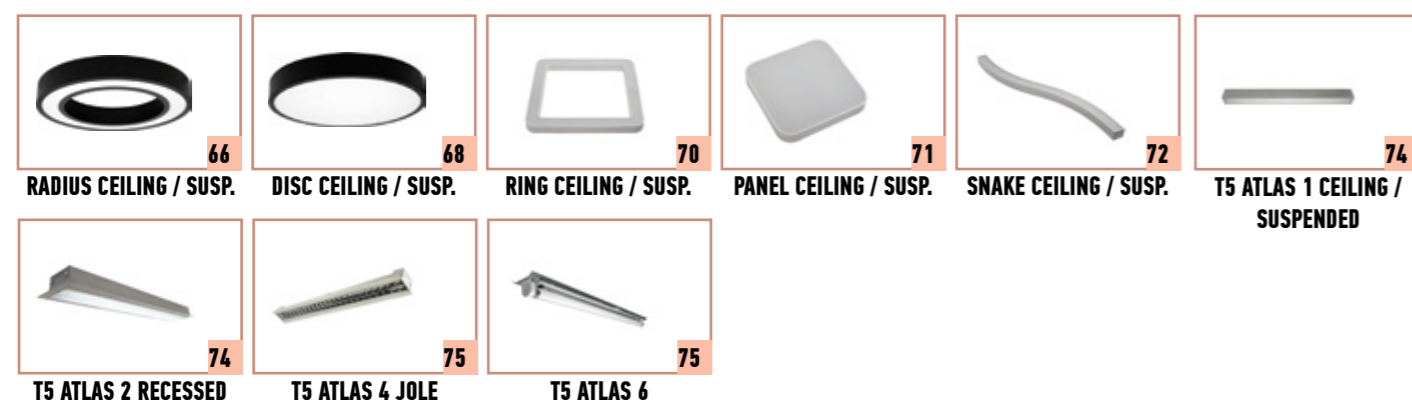 66
RADIUS CEILING / SUSP.
68
DISC CEILING / SUSP.
70
RING CEILING / SUSP.
71
PANEL CEILING / SUSP.
72
SNAKE CEILING / SUSP.
74
T5 ATLAS 1 CEILING /
SUSPENDED
74
T5 ATLAS 2 RECESSED
75
T5 ATLAS 4 JOLE
75
T5 ATLAS 6